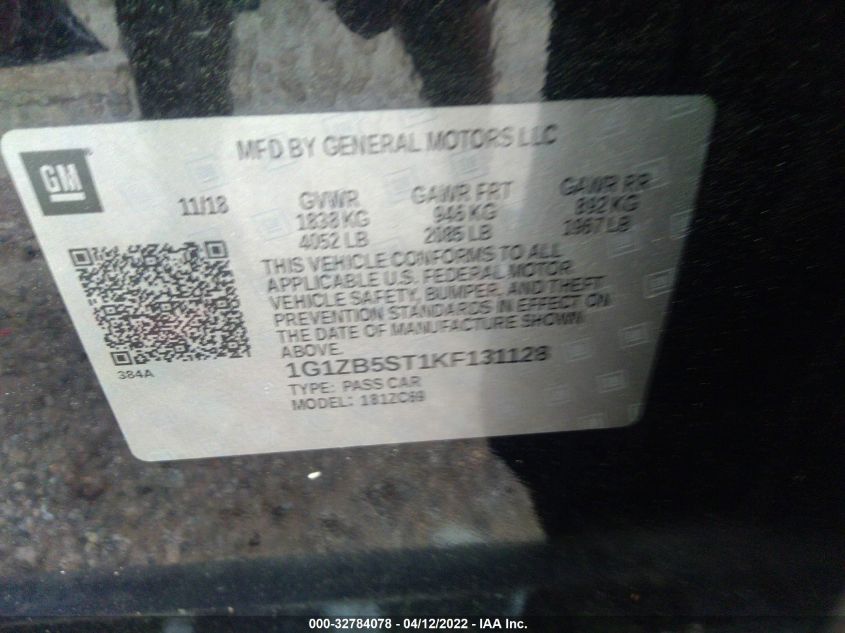 MFD BY GENERAL MOTORS LLC
GM
11/18
GVWR
1838 KG
4052 LB
GAWR FRT
946 KG
2085 LB
GAWR RR
892 KG
1967 LB
THIS VEHICLE CONFORMS TO ALL
APPLICABLE U.S. FEDERAL MOTOR
VEHICLE SAFETY, BUMPER, AND THEFT
PREVENTION STANDARDS IN EFFECT ON
THE DATE OF MANUFACTURE SHOWN
ABOVE.
384A
1G1ZB5ST1KF131128
TYPE: PASS CAR
MODEL: 181ZC69
000-32784078 - 04/12/2022 - IAA Inc.